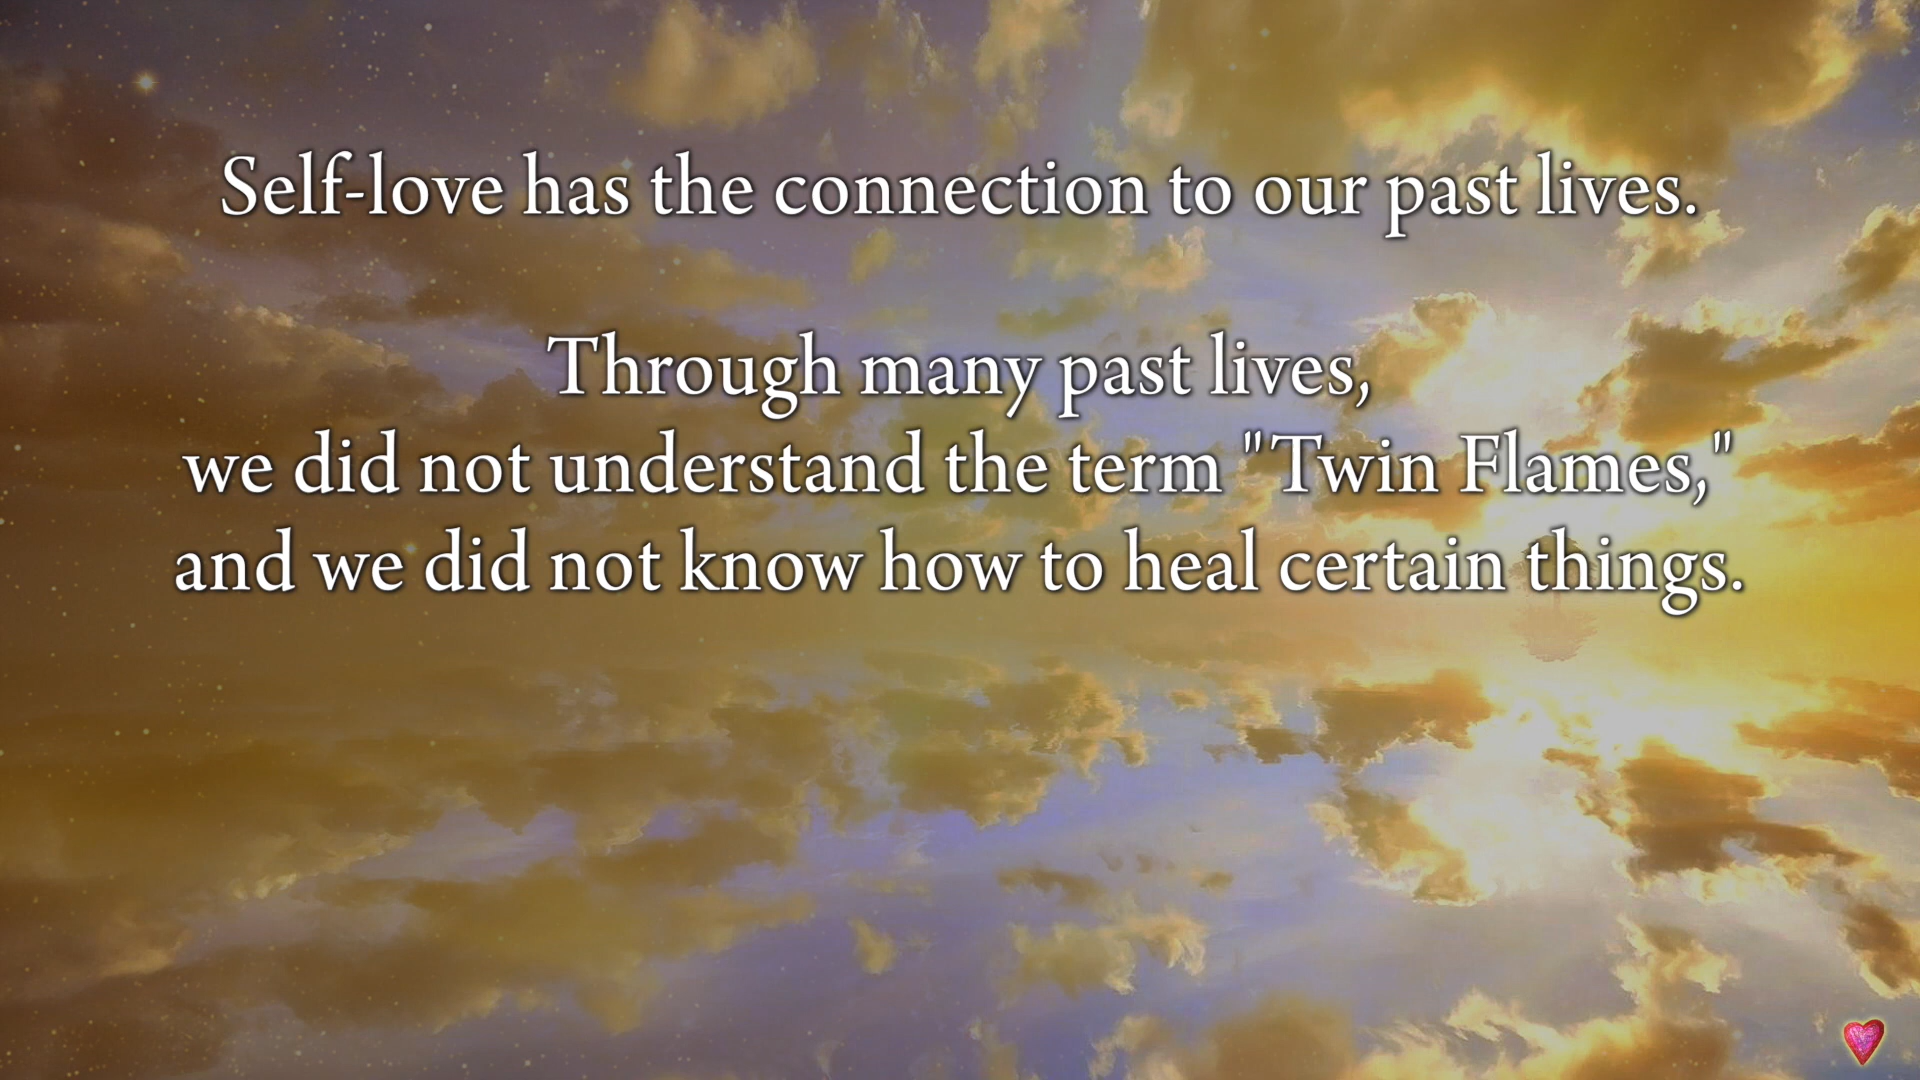 Self-love has the connection to our past lives.
Through many past lives,
we did not understand the term "Twin Flames,"
and we did not know how to heal certain things.